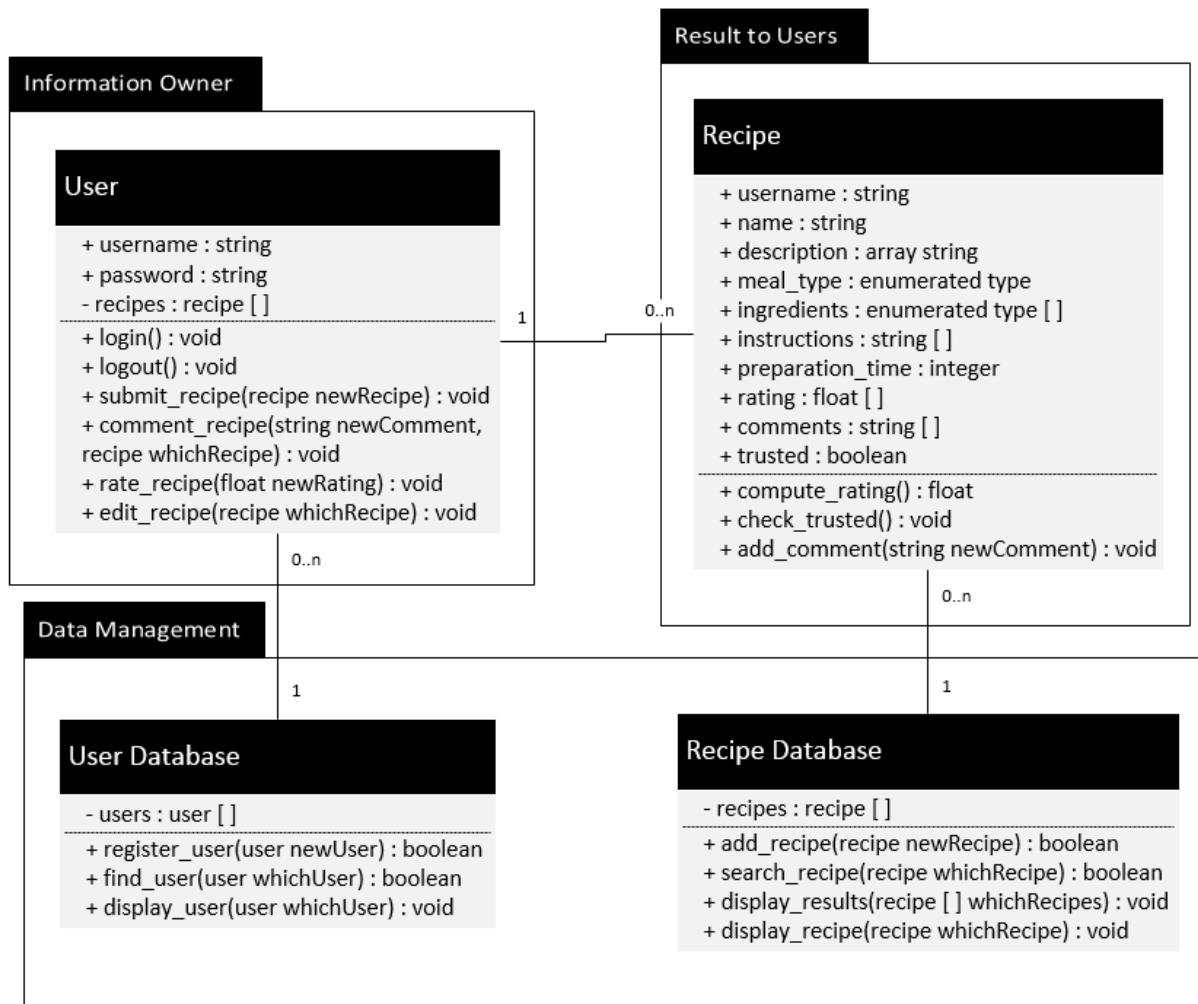 Information Owner
User
+ username : string
+ password : string
- recipes : recipe [ ]
+ login() : void
+ logout() : void
+ submit_recipe(recipe newRecipe) : void
+ comment_recipe(string newComment,
recipe whichRecipe) : void
+ rate_recipe(float newRating) : void
+ edit_recipe(recipe whichRecipe) : void
1
0..n
Result to Users
Recipe
+ username : string
+ name : string
+ description : array string
+ meal_type : enumerated type
+ ingredients : enumerated type [ ]
+ instructions : string [ ]
+ preparation_time : integer
+ rating : float [ ]
+ comments : string [ ]
+ trusted : boolean
+ compute_rating() : float
+ check_trusted() : void
+ add_comment(string newComment) : void
0..n
0..n
Data Management
1
1
User Database
- users : user [ ]
+ register_user(user newUser) : boolean
+ find_user(user whichUser) : boolean
+ display_user(user whichUser) : void
Recipe Database
- recipes : recipe [ ]
+ add_recipe(recipe newRecipe) : boolean
+ search_recipe(recipe whichRecipe) : boolean
+ display_results(recipe [ ] whichRecipes) : void
+ display_recipe(recipe whichRecipe) : void